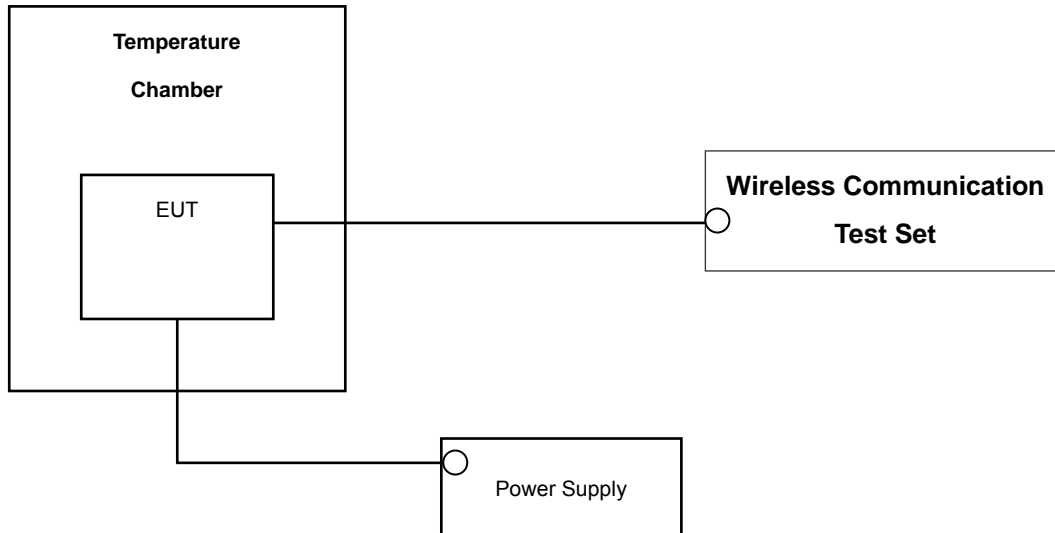 Temperature
Chamber
EUT
Wireless Communication
Test Set
Power Supply